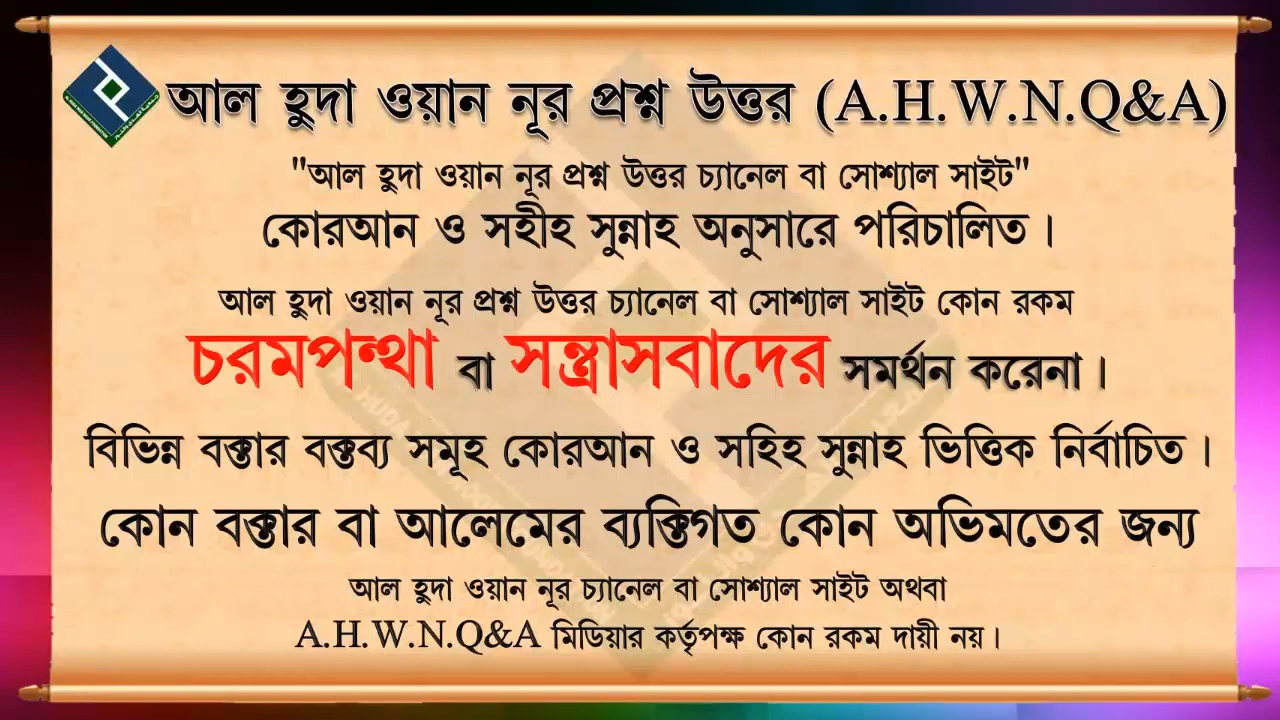 আল হুদা ওয়ান নূর প্রশ্ন উত্তর (A.H.W.N.Q&A)
"আল হুদা ওয়ান নূর প্রশ্ন উত্তর চ্যানেল বা সোশ্যাল সাইট"
কোরআন ও সহীহ সুন্নাহ অনুসারে পরিচালিত।
আল হুদা ওয়ান নূর প্রশ্ন উত্তর চ্যানেল বা সোশ্যাল সাইট কোন রকম
চরমপন্থা বা সন্ত্রাসবাদের সমর্থন করেনা।
বিভিন্ন বক্তার বক্তব্য সমূহ কোরআন ও সহিহ সুন্নাহ ভিত্তিক নির্বাচিত।
কোন বক্তার বা আলেমের ব্যক্তিগত কোন অভিমতের জন্য
আল হুদা ওয়ান নূর চ্যানেল বা সোশ্যাল সাইট অথবা
A.H.W.N.Q&A মিডিয়ার কর্তৃপক্ষ কোন রকম দায়ী নয়।